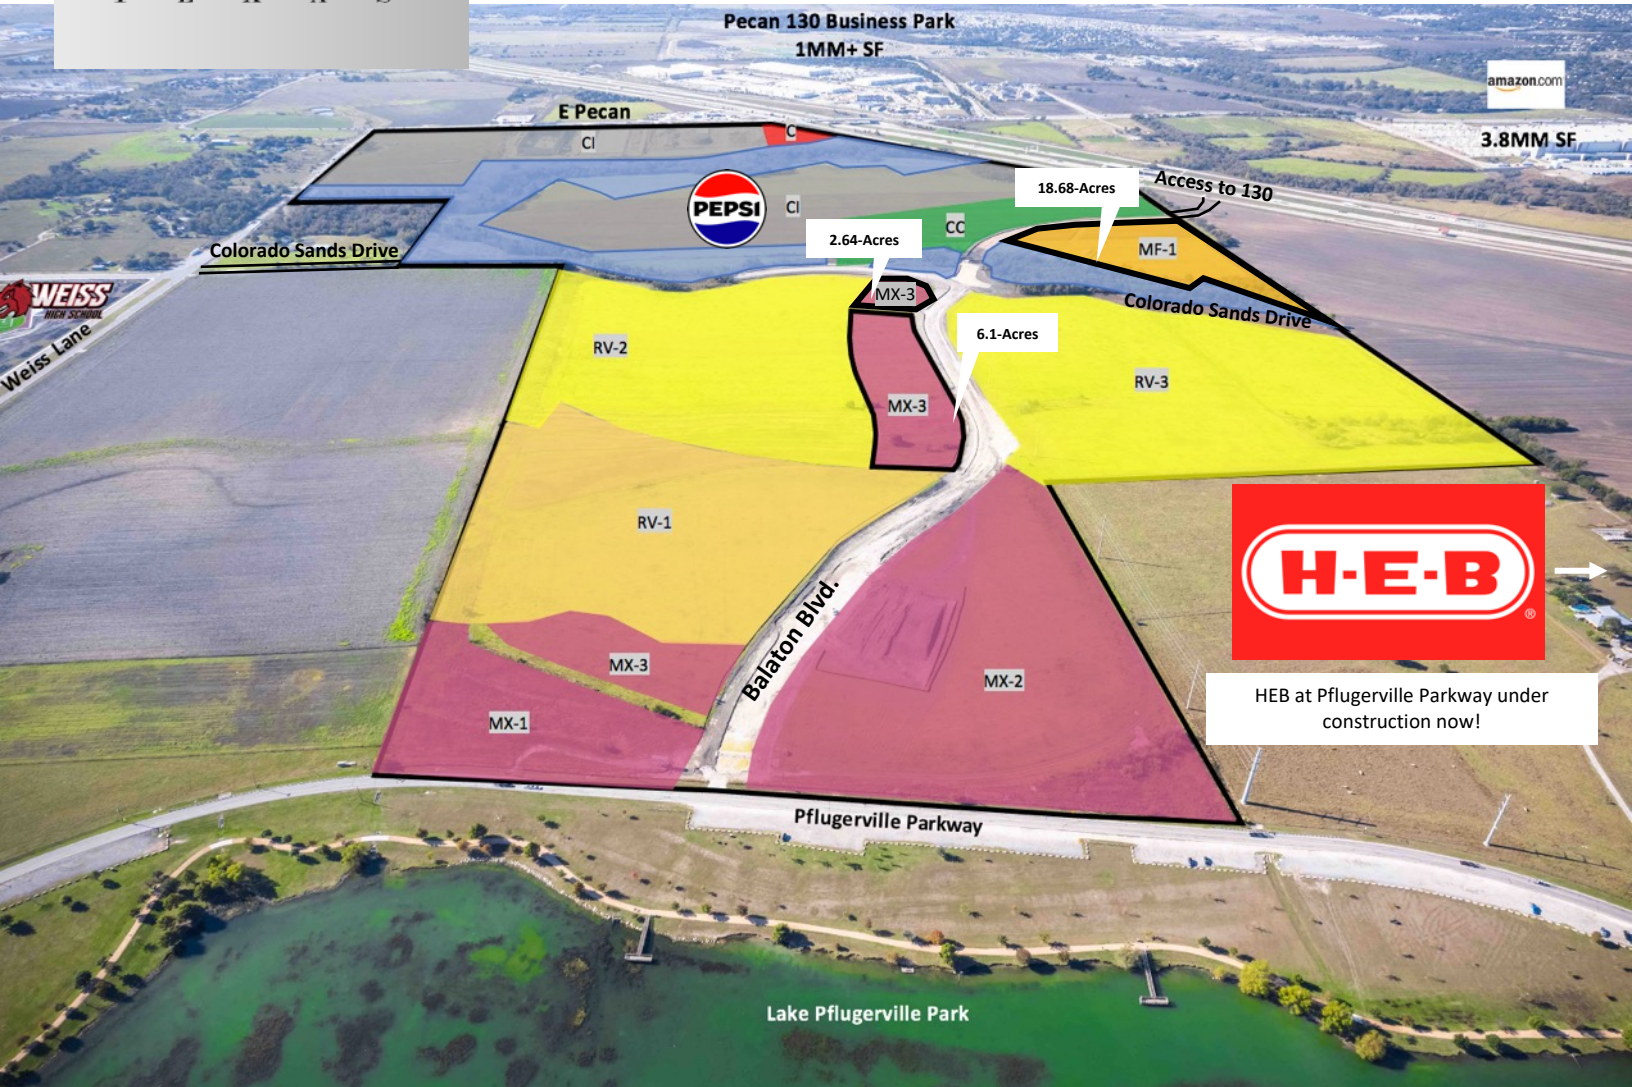 Pecan 130 Business Park
1MM+ SF
amazon.com
3.8MM SF
E Pecan
C
CI
Access to 130
18.68-Acres
PEPSI
CI
CC
2.64-Acres
MF-1
Colorado Sands Drive
MX-3
Colorado Sands Drive
WEISS
HIGH SCHOOL
Weiss Lane
6.1-Acres
RV-2
RV-3
MX-3
RV-1
H-E-B
®
Balaton Blvd.
MX-3
MX-2
MX-1
HEB at Pflugerville Parkway under
construction now!
Pflugerville Parkway
Lake Pflugerville Park